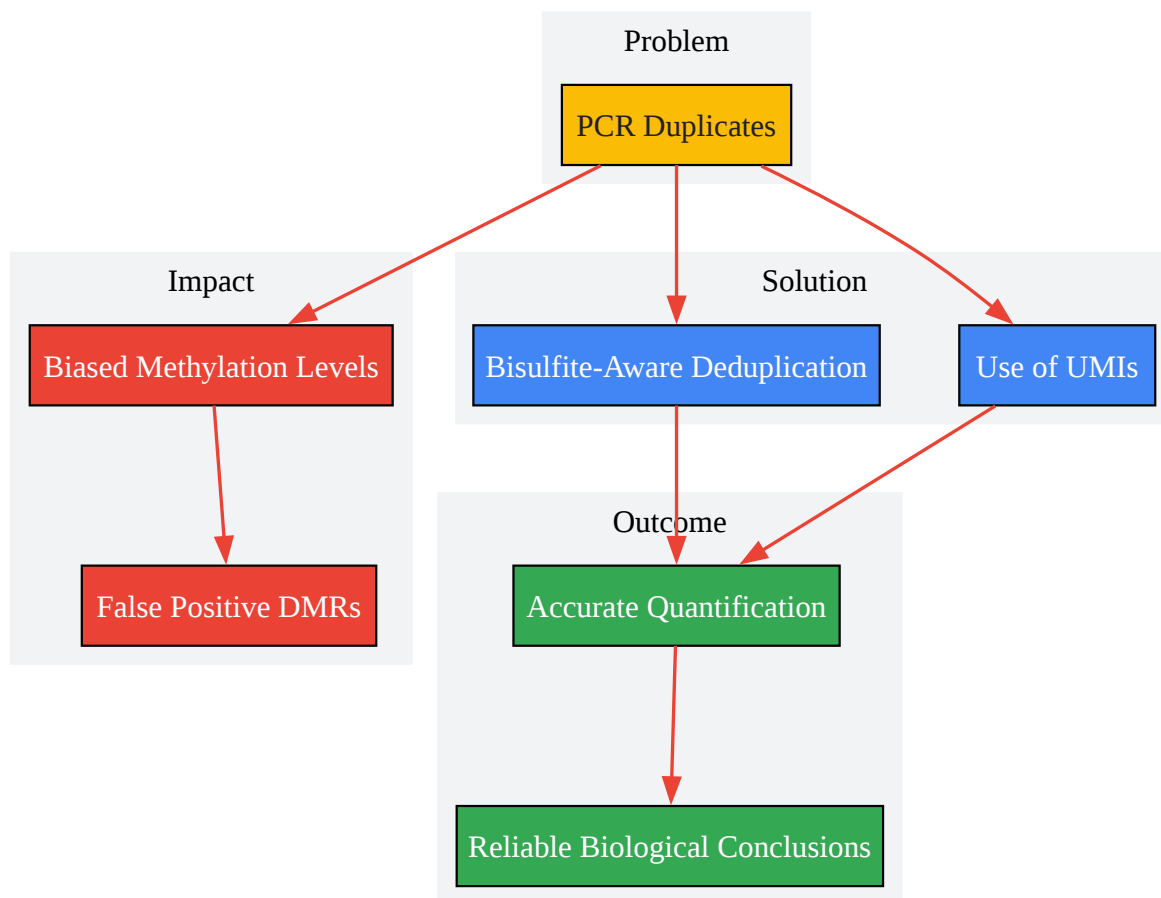 Problem
PCR Duplicates
Impact
Solution
Biased Methylation Levels
Bisulfite-Aware Deduplication
Use of UMIs
Outcome
False Positive DMRs
Accurate Quantification
Reliable Biological Conclusions